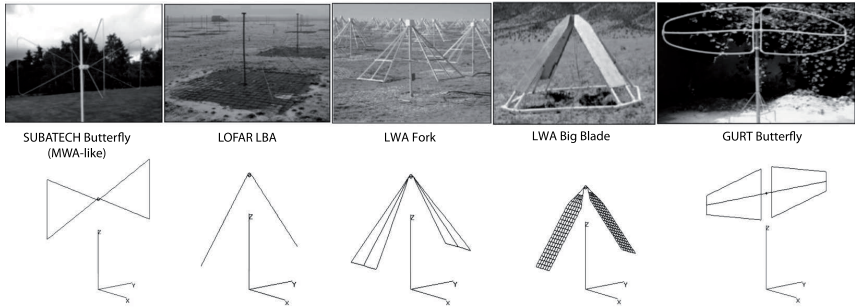 SUBATECH Butterfly
(MWA-like)
LOFAR LBA
LWA Fork
LWA Big Blade
GURT Butterfly
Z
Y
X
Z
Y
X
Z
Y
X
Z
Y
X
Z
Y
X